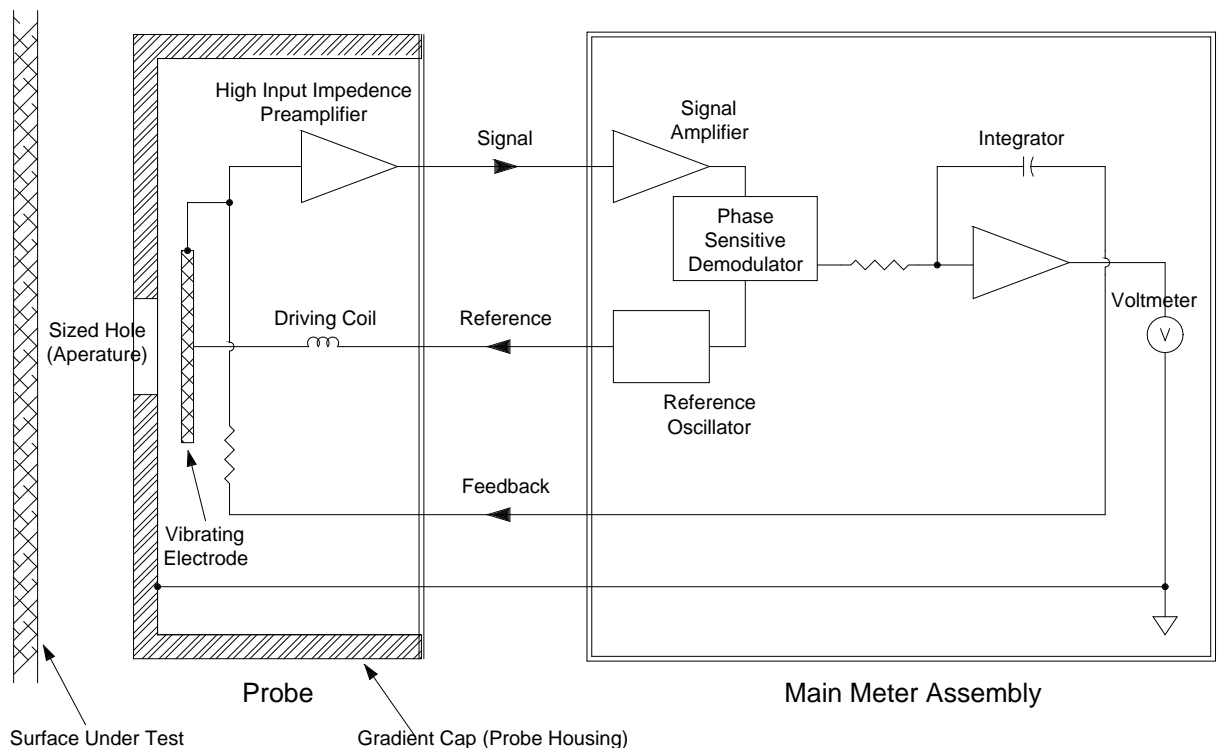 High Input Impedence
Preamplifier
Signal
Signal
Amplifier
Integrator
Phase
Sensitive
Demodulator
Sized Hole
(Aperature)
Driving Coil
Reference
Voltmeter
V
Reference
Oscillator
Feedback
Vibrating
Electrode
Probe
Main Meter Assembly
Surface Under Test
Gradient Cap (Probe Housing)